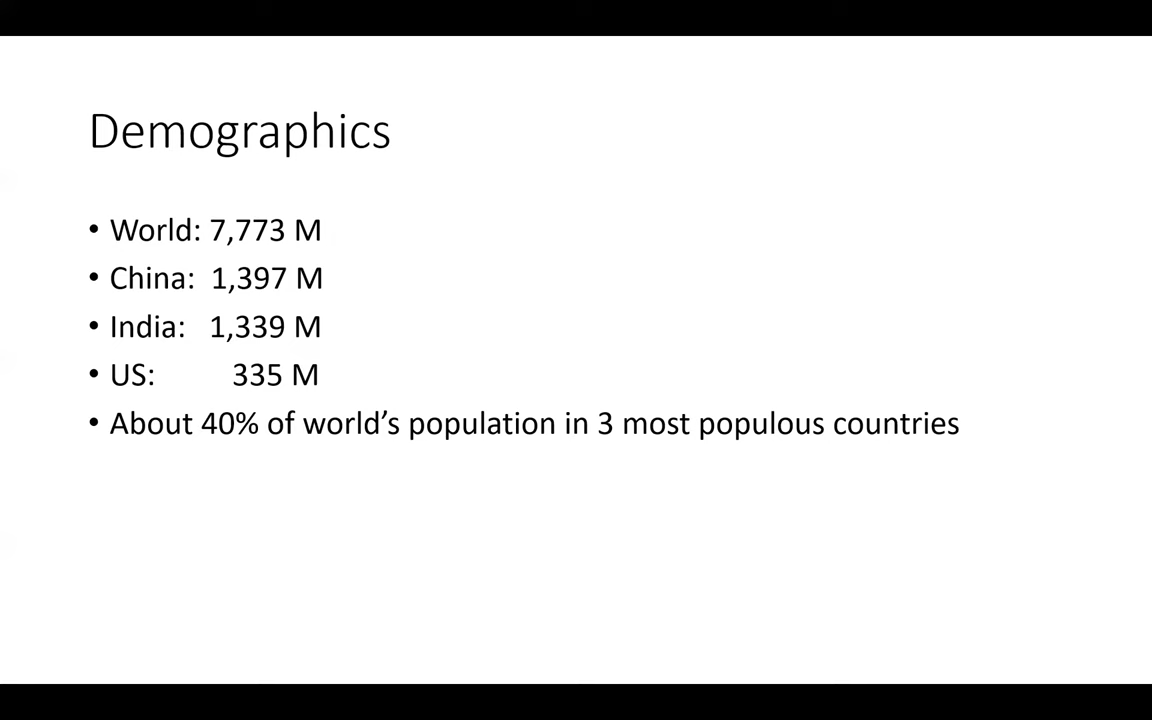 Demographics
• World: 7,773 M
• China: 1,397 M
• India: 1,339 M
• US: 335 M
• About 40% of world’s population in 3 most populous countries